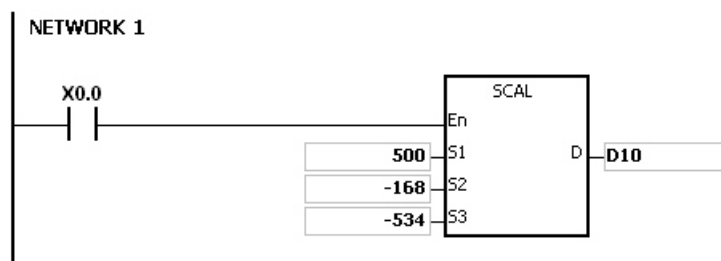 NETWORK 1
X0.0
SCAL
En
500 S1 D D10
-168 S2
-534 S3